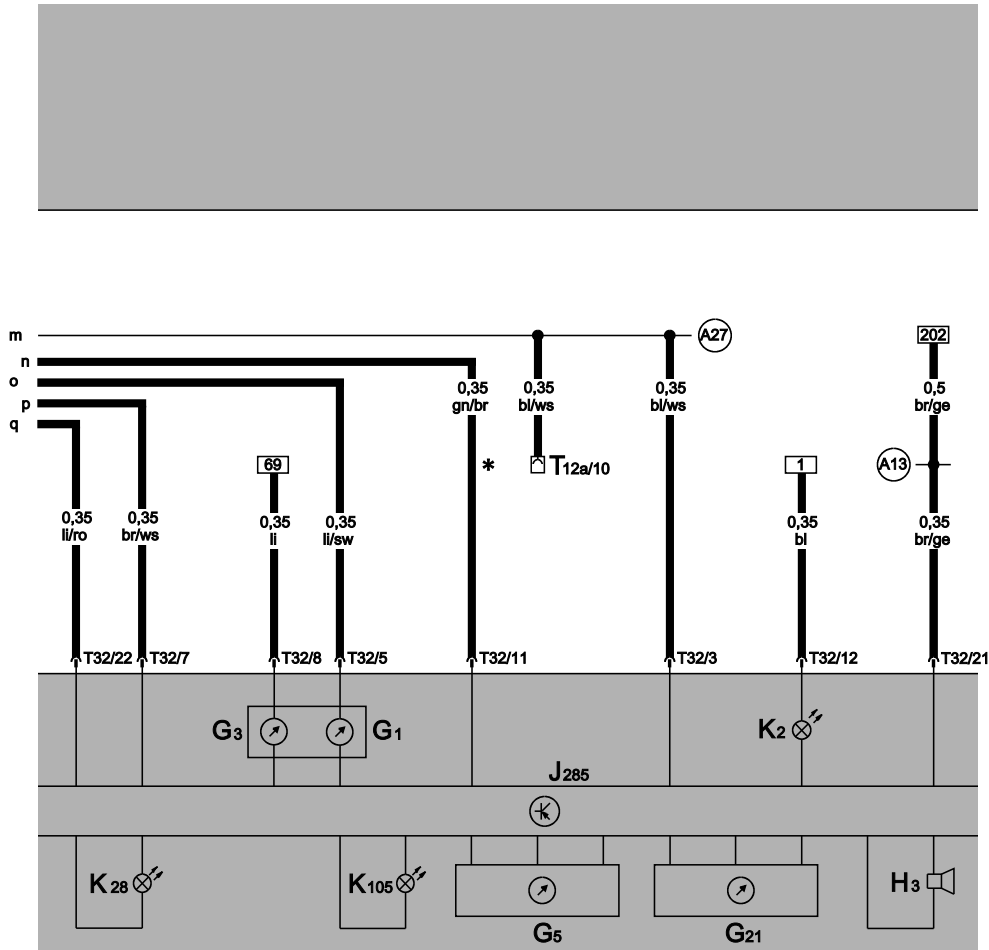 m
A27
202
n
o
0,35
0,35
0,35
0,5
gn/br
bl/ws
bl/ws
br/ge
p
q
69
*
T12a/10
1
A13
0,35
0,35
0,35
0,35
0,35
0,35
li/ro
br/ws
li
li/sw
bl
br/ge
T32/22
T32/7
T32/8
T32/5
T32/11
T32/3
T32/12
T32/21
G3
G1
K2
J285
K28
K105
H3
G5
G21